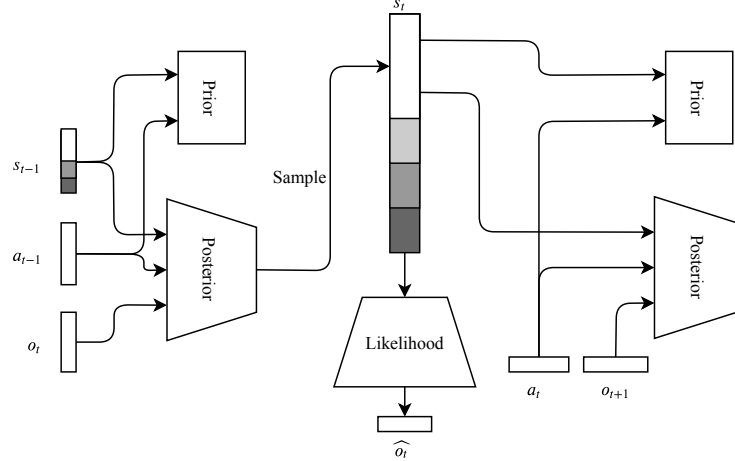 s_t
Prior
Prior
s_{t-1}
Sample
a_{t-1}
Posterior
Posterior
o_t
Likelihood
a_t
o_{t+1}
\widehat{o_t}